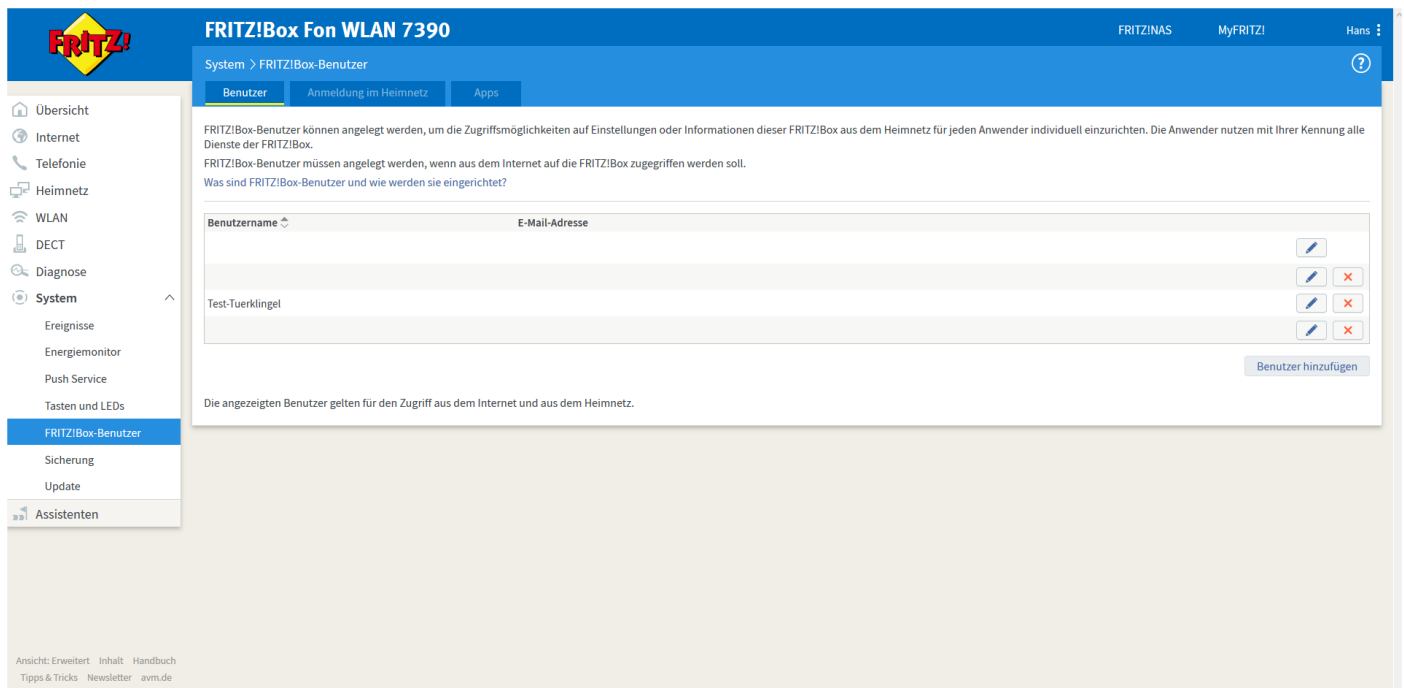 FRITZ!
FRITZ!Box Fon WLAN 7390
FRITZ!NAS
MyFRITZ!
Hans
System > FRITZ!Box-Benutzer
?
Benutzer
Anmeldung im Heimnetz
Apps
Übersicht
Internet
Telefonie
Heimnetz
WLAN
DECT
Diagnose
System
Ereignisse
Energiemonitor
Push Service
Tasten und LEDs
FRITZ!Box-Benutzer
Sicherung
Update
Assistenten
FRITZ!Box-Benutzer können angelegt werden, um die Zugriffsmöglichkeiten auf Einstellungen oder Informationen dieser FRITZ!Box aus dem Heimnetz für jeden Anwender individuell einzurichten. Die Anwender nutzen mit Ihrer Kennung alle
Dienste der FRITZ!Box.
FRITZ!Box-Benutzer müssen angelegt werden, wenn aus dem Internet auf die FRITZ!Box zugegriffen werden soll.
Was sind FRITZ!Box-Benutzer und wie werden sie eingerichtet?
Benutzername
E-Mail-Adresse
Test-Tuerklingel
Benutzer hinzufügen
Die angezeigten Benutzer gelten für den Zugriff aus dem Internet und aus dem Heimnetz.
Ansicht: Erweitert Inhalt Handbuch
Tipps & Tricks Newsletter avm.de